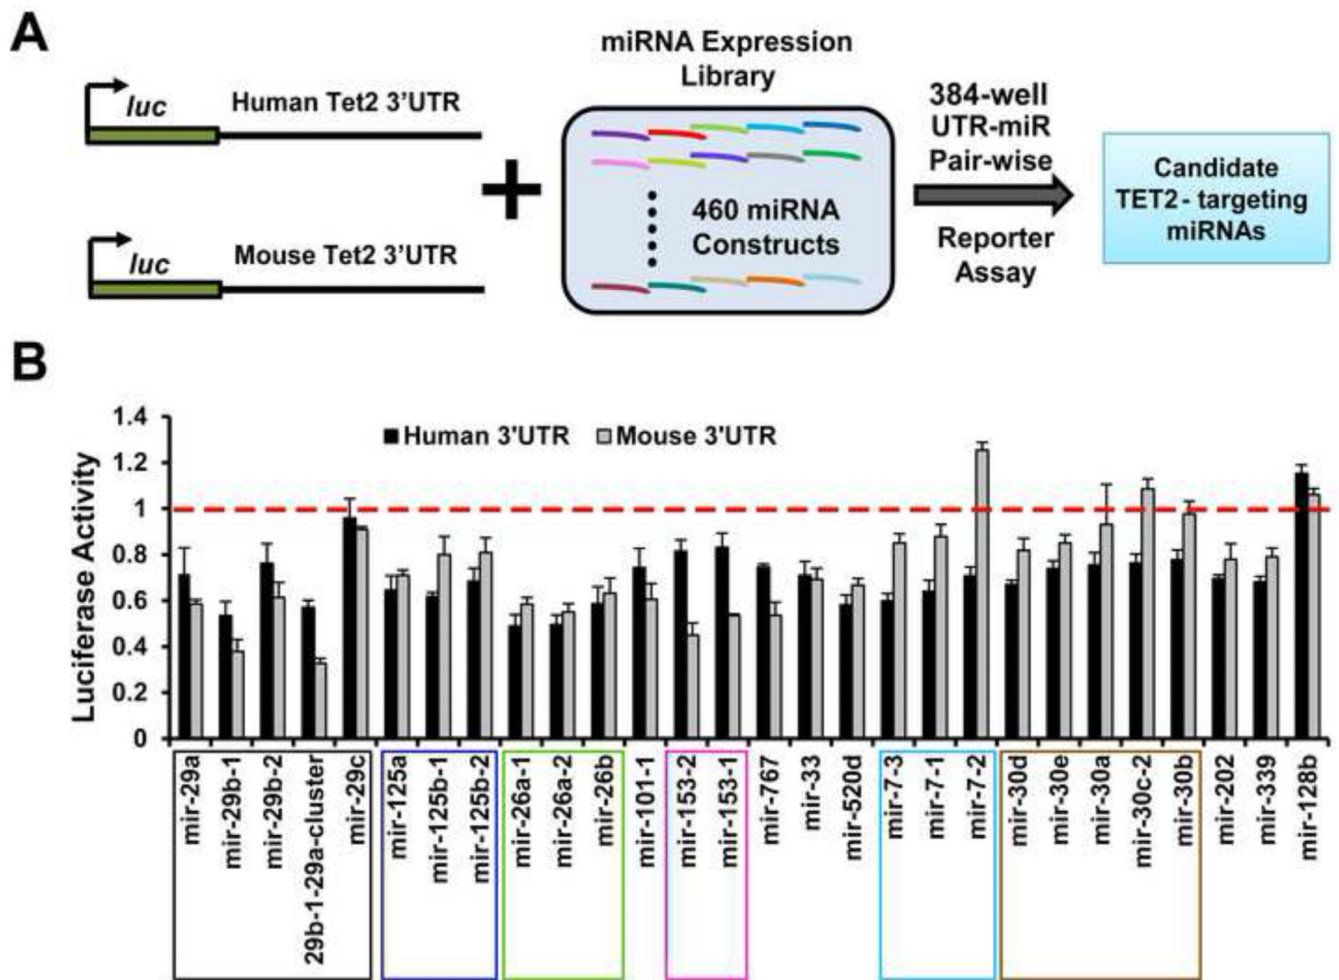 A
luc
Human Tet2 3'UTR
luc
Mouse Tet2 3'UTR
+
miRNA Expression
Library
460 miRNA
Constructs
384-well
UTR-miR
Pair-wise
Reporter
Assay
Candidate
TET2 - targeting
miRNAs
B
Luciferase Activity
1.4
1.2
1
0.8
0.6
0.4
0.2
0
Human 3'UTR
Mouse 3'UTR
mir-29a
mir-29b-1
mir-29b-2
29b-1-29a-cluster
mir-29c
mir-125a
mir-125b-1
mir-125b-2
mir-26a-1
mir-26a-2
mir-26b
mir-101-1
mir-153-2
mir-153-1
mir-767
mir-33
mir-520d
mir-7-3
mir-7-1
mir-7-2
mir-30d
mir-30e
mir-30a
mir-30c-2
mir-30b
mir-202
mir-339
mir-128b